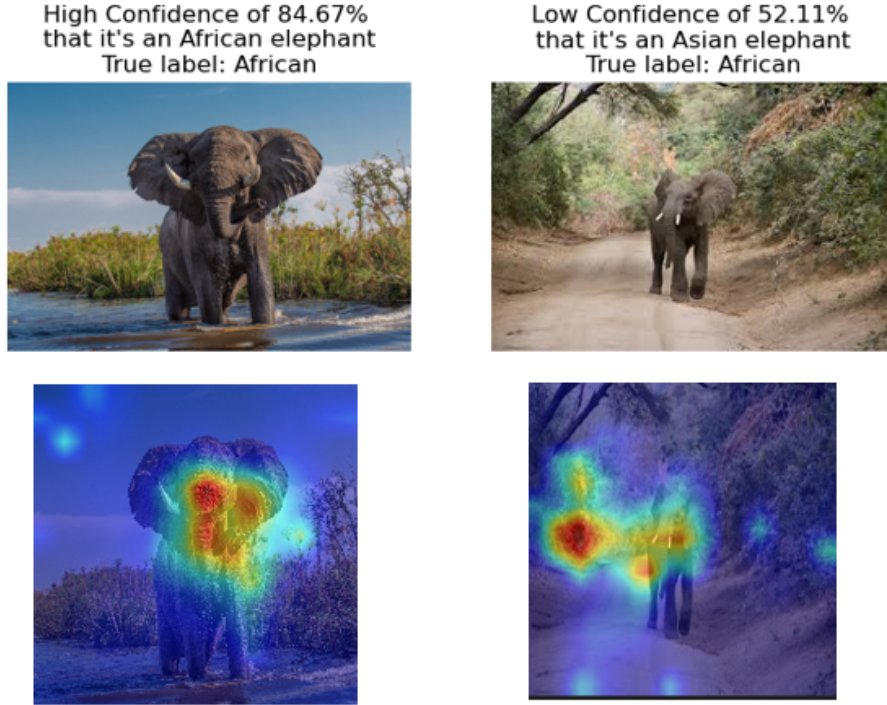 High Confidence of 84.67%
that it's an African elephant
True label: African
Low Confidence of 52.11%
that it's an Asian elephant
True label: African